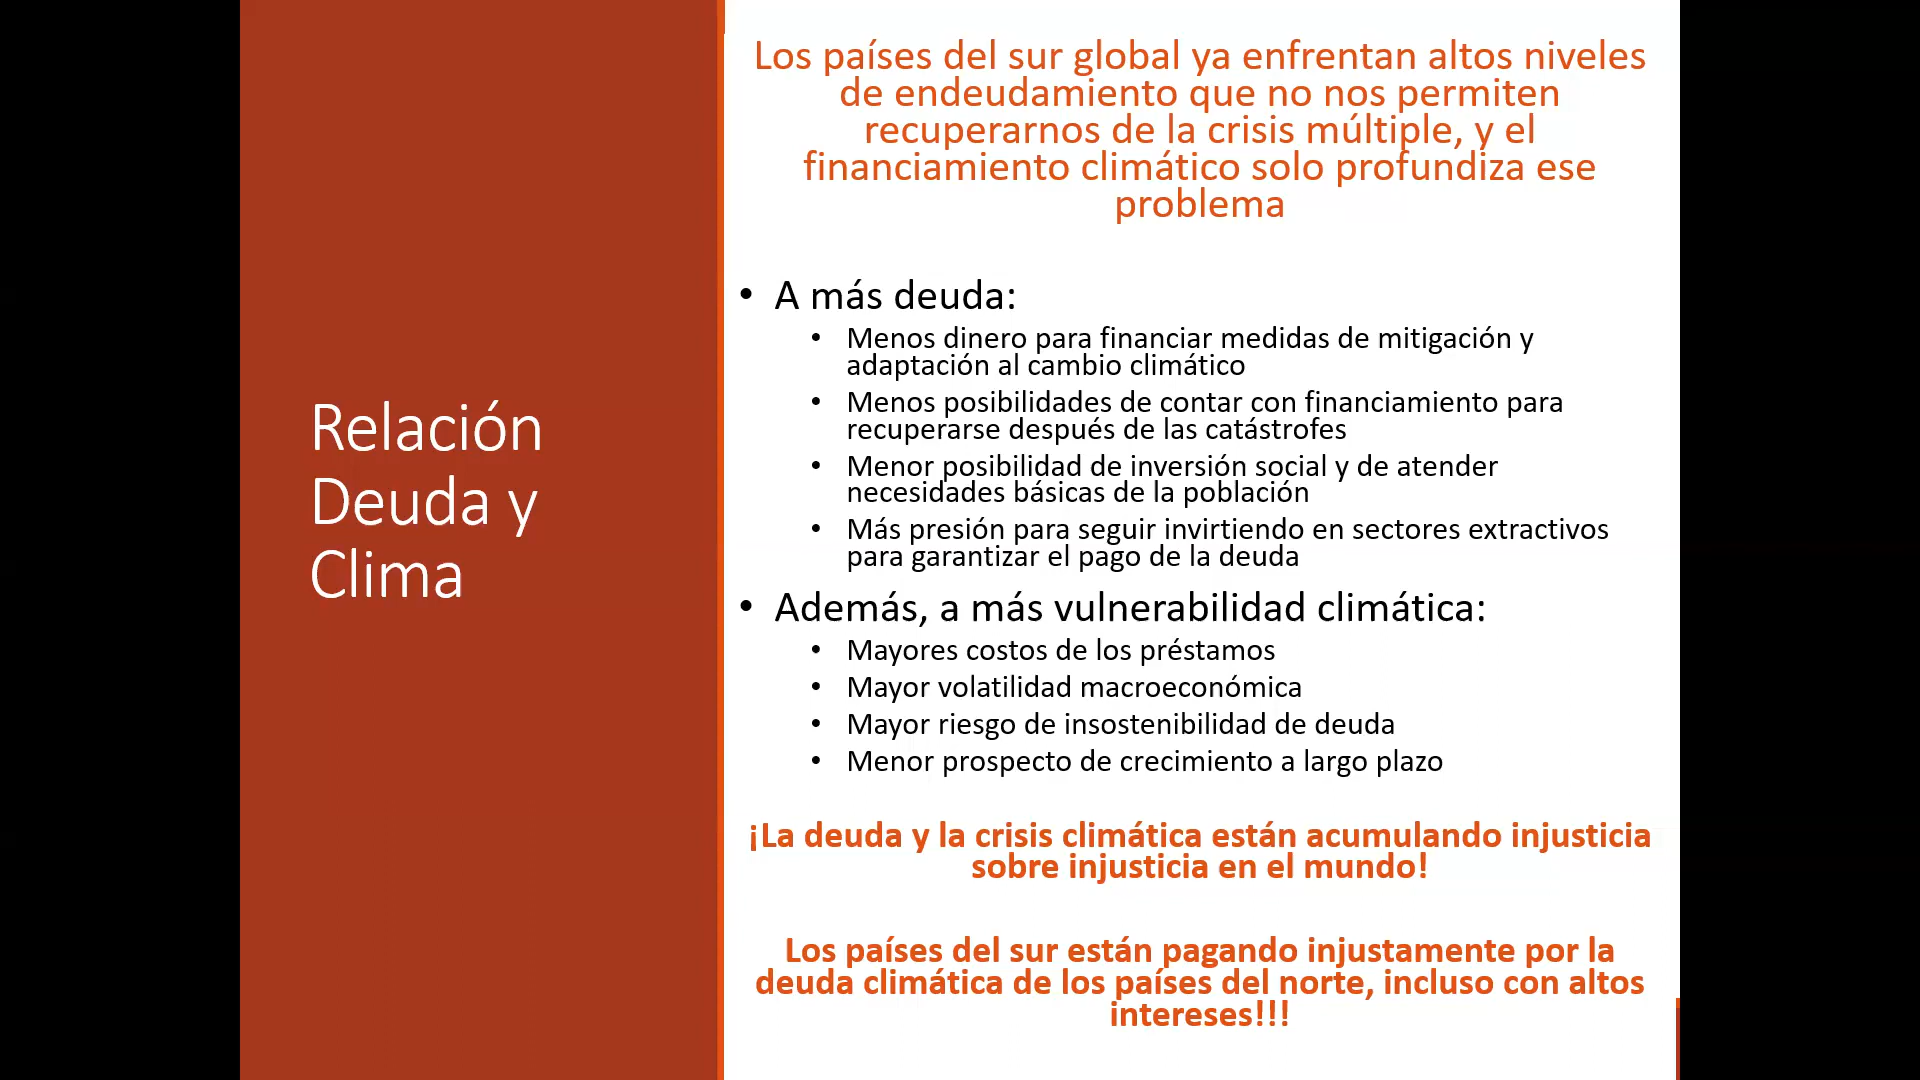 Relación
Deuda y
Clima
Los países del sur global ya enfrentan altos niveles
de endeudamiento que no nos permiten
recuperarnos de la crisis múltiple, y el
financiamiento climático solo profundiza ese
problema
• A más deuda:
• Menos dinero para financiar medidas de mitigación y
adaptación al cambio climático
• Menos posibilidades de contar con financiamiento para
recuperarse después de las catástrofes
• Menor posibilidad de inversión social y de atender
necesidades básicas de la población
• Más presión para seguir invirtiendo en sectores extractivos
para garantizar el pago de la deuda
• Además, a más vulnerabilidad climática:
• Mayores costos de los préstamos
• Mayor volatilidad macroeconómica
• Mayor riesgo de insostenibilidad de deuda
• Menor prospecto de crecimiento a largo plazo
¡La deuda y la crisis climática están acumulando injusticia
sobre injusticia en el mundo!
Los países del sur están pagando injustamente por la
deuda climática de los países del norte, incluso con altos
intereses!!!